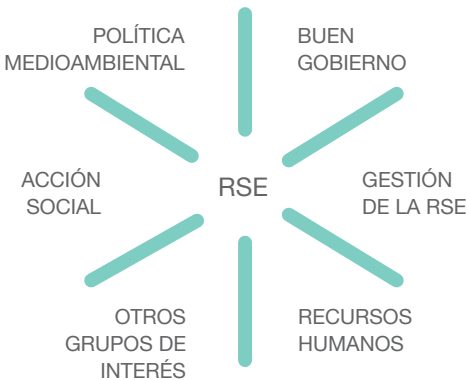 POLÍTICA
MEDIOAMBIENTAL
BUEN
GOBIERNO
ACCIÓN
SOCIAL
RSE
GESTIÓN
DE LA RSE
OTROS
GRUPOS DE
INTERÉS
RECURSOS
HUMANOS